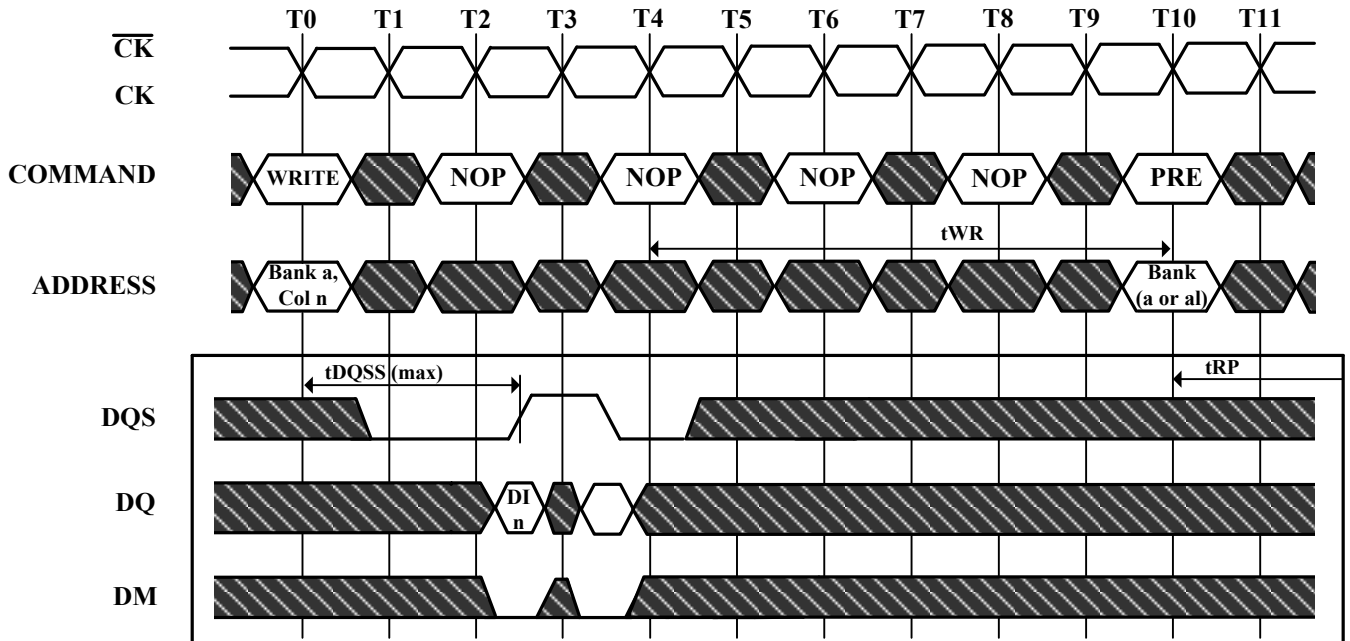 T0 T1 T2 T3 T4 T5 T6 T7 T8 T9 T10 T11
CK
CK
COMMAND
WRITE NOP NOP NOP NOP PRE
tWR
ADDRESS
Bank a,
Col n
Bank
(a or al)
tDQSS (max)
tRP
DQS
DQ
DI
n
DM